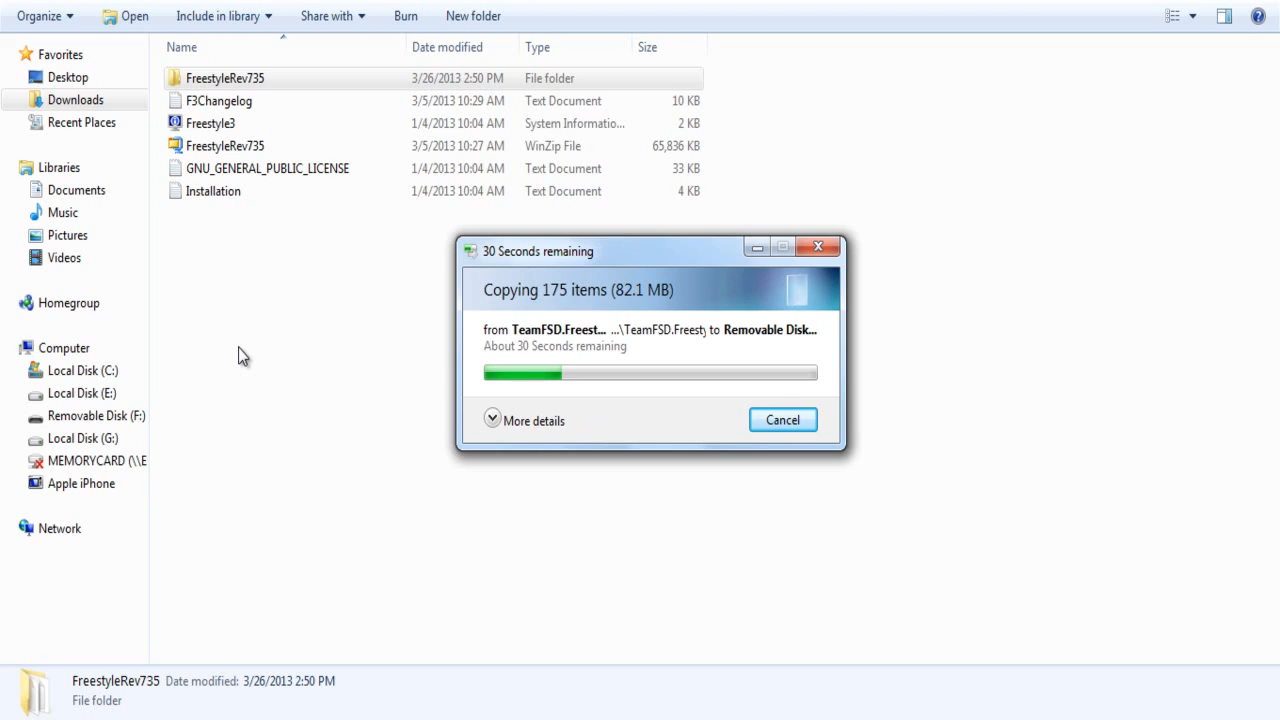 Organize Open Include in library Share with Burn New folder
Favorites
Desktop
Downloads
Recent Places
Libraries
Documents
Music
Pictures
Videos
Homegroup
Computer
Local Disk (C:)
Local Disk (E:)
Removable Disk (F:)
Local Disk (G:)
MEMORYCARD (\\E
Apple iPhone
Network
Name Date modified Type Size
FreestyleRev735 3/26/2013 2:50 PM File folder
F3Changelog 3/5/2013 10:29 AM Text Document 10 KB
Freestyle3 1/4/2013 10:04 AM System Informatio... 2 KB
FreestyleRev735 3/5/2013 10:27 AM WinZip File 65,836 KB
GNU_GENERAL_PUBLIC_LICENSE 1/4/2013 10:04 AM Text Document 33 KB
Installation 1/4/2013 10:04 AM Text Document 4 KB
30 Seconds remaining
Copying 175 items (82.1 MB)
from TeamFSD.Freest... ...\TeamFSD.Freesty to Removable Disk...
About 30 Seconds remaining
More details
Cancel
FreestyleRev735 Date modified: 3/26/2013 2:50 PM
File folder